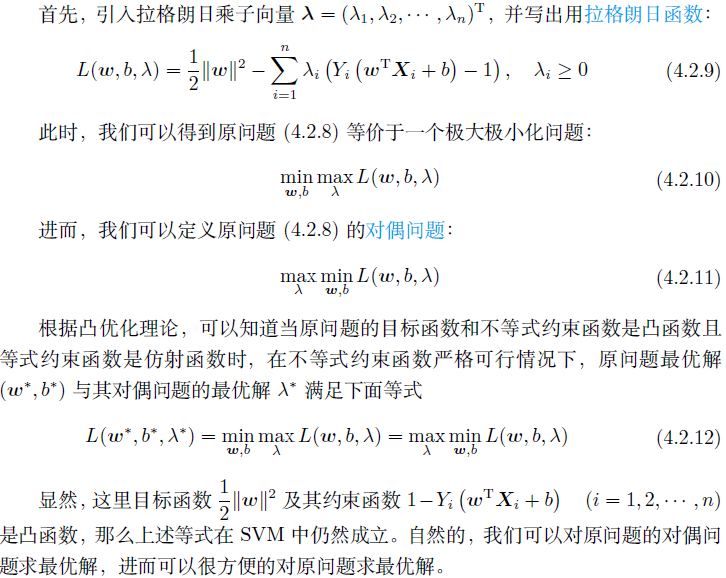 首先，引入拉格朗日乘子向量 λ = (λ₁, λ₂, ⋯ , λₙ)ᵀ，并写出用拉格朗日函数：
L(w, b, λ) = 1/2 ‖w‖² − ∑ᵢ₌₁ⁿ λᵢ (Yᵢ (wᵀXᵢ + b) − 1) , λᵢ ≥ 0 (4.2.9)
此时，我们可以得到原问题 (4.2.8) 等价于一个极大极小化问题：
min_{w,b} max_{λ} L(w, b, λ) (4.2.10)
进而，我们可以定义原问题 (4.2.8) 的对偶问题：
max_{λ} min_{w,b} L(w, b, λ) (4.2.11)
根据凸优化理论，可以知道当原问题的目标函数和不等式约束函数是凸函数且
等式约束函数是仿射函数时，在不等式约束函数严格可行情况下，原问题最优解
(w*, b*) 与其对偶问题的最优解 λ* 满足下面等式
L(w*, b*, λ*) = min_{w,b} max_{λ} L(w, b, λ) = max_{λ} min_{w,b} L(w, b, λ) (4.2.12)
显然，这里目标函数 1/2 ‖w‖² 及其约束函数 1−Yᵢ (wᵀXᵢ + b) (i = 1, 2, ⋯ , n)
是凸函数，那么上述等式在 SVM 中仍然成立。自然的，我们可以对原问题的对偶问
题求最优解，进而可以很方便的对原问题求最优解。